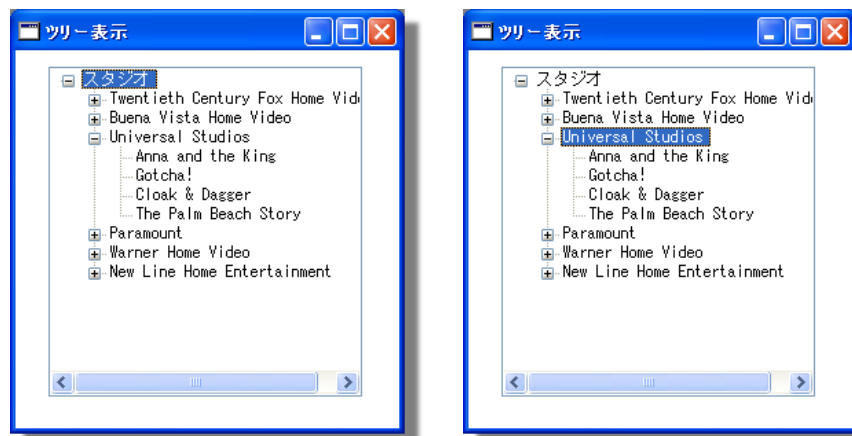 ツリー表示
スタジオ
Twentieth Century Fox Home Vid
Buena Vista Home Video
Universal Studios
Anna and the King
Gotcha!
Cloak & Dagger
The Palm Beach Story
Paramount
Warner Home Video
New Line Home Entertainment
ツリー表示
スタジオ
Twentieth Century Fox Home Vid
Buena Vista Home Video
Universal Studios
Anna and the King
Gotcha!
Cloak & Dagger
The Palm Beach Story
Paramount
Warner Home Video
New Line Home Entertainment